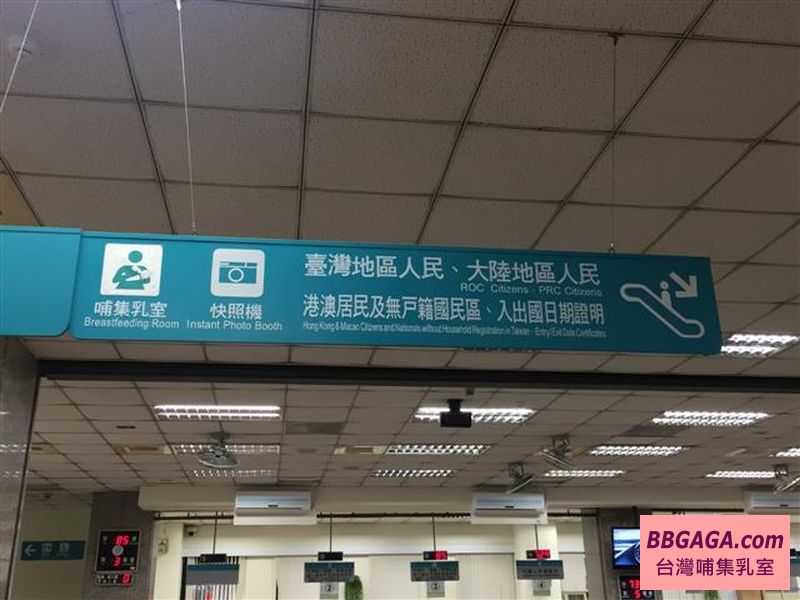 哺集乳室
Breastfeeding Room
快照機
Instant Photo Booth
臺灣地區人民、大陸地區人民
ROC Citizens · PRC Citizens
港澳居民及無戶籍國民區、入出國日期證明
Hong Kong & Macao Citizens and Nationals without Household Registration in Taiwan · Entry/Exit Date Certificates
BBGAGA.com
台灣哺集乳室